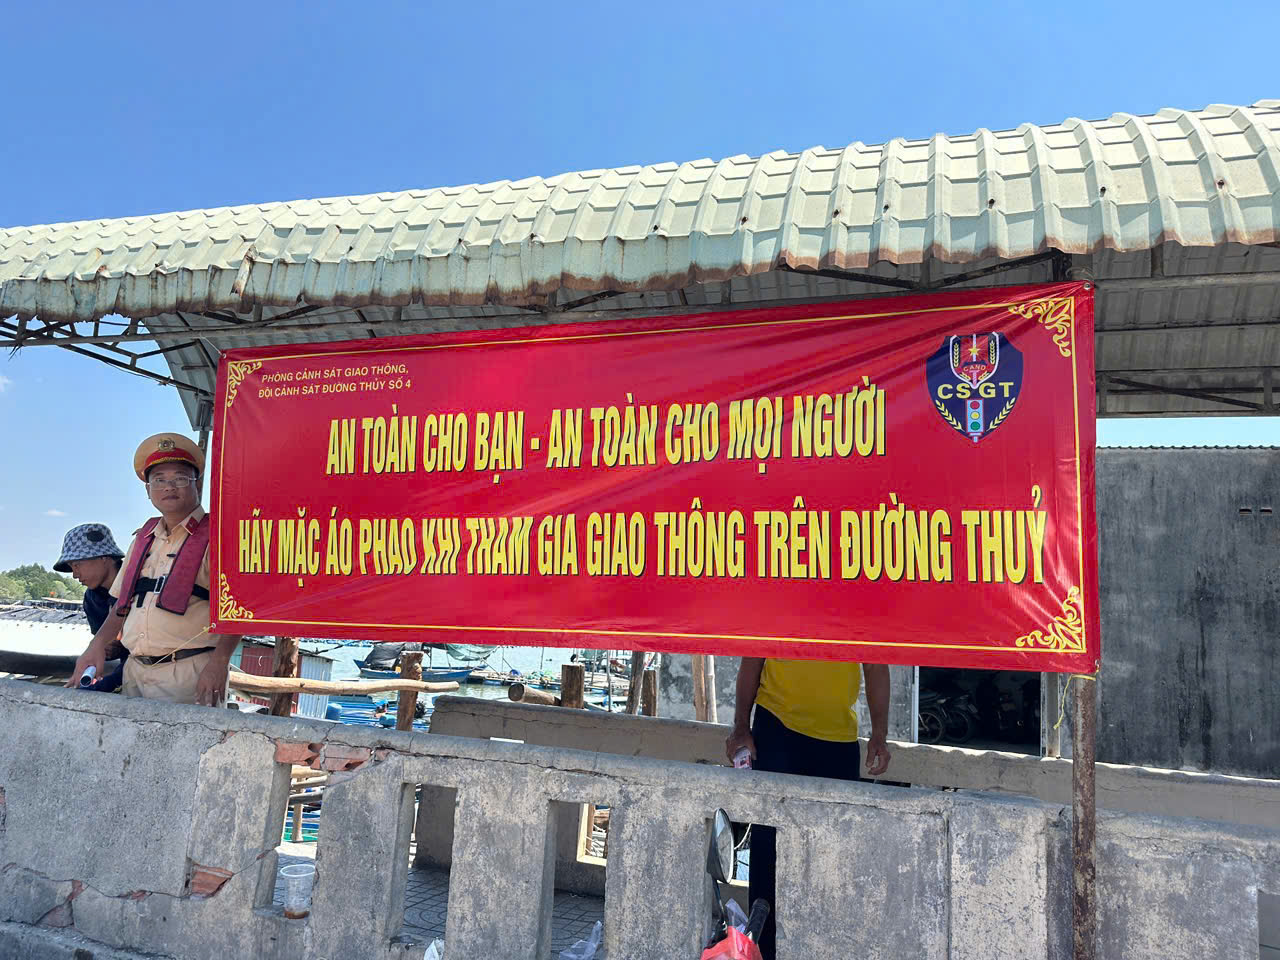 PHÒNG CẢNH SÁT GIAO THÔNG,
ĐỘI CẢNH SÁT ĐƯỜNG THỦY SỐ 4
AN TOÀN CHO BẠN - AN TOÀN CHO MỌI NGƯỜI
HÃY MẶC ÁO PHAO KHI THAM GIA GIAO THÔNG TRÊN ĐƯỜNG THUỶ
CAND
CSGT